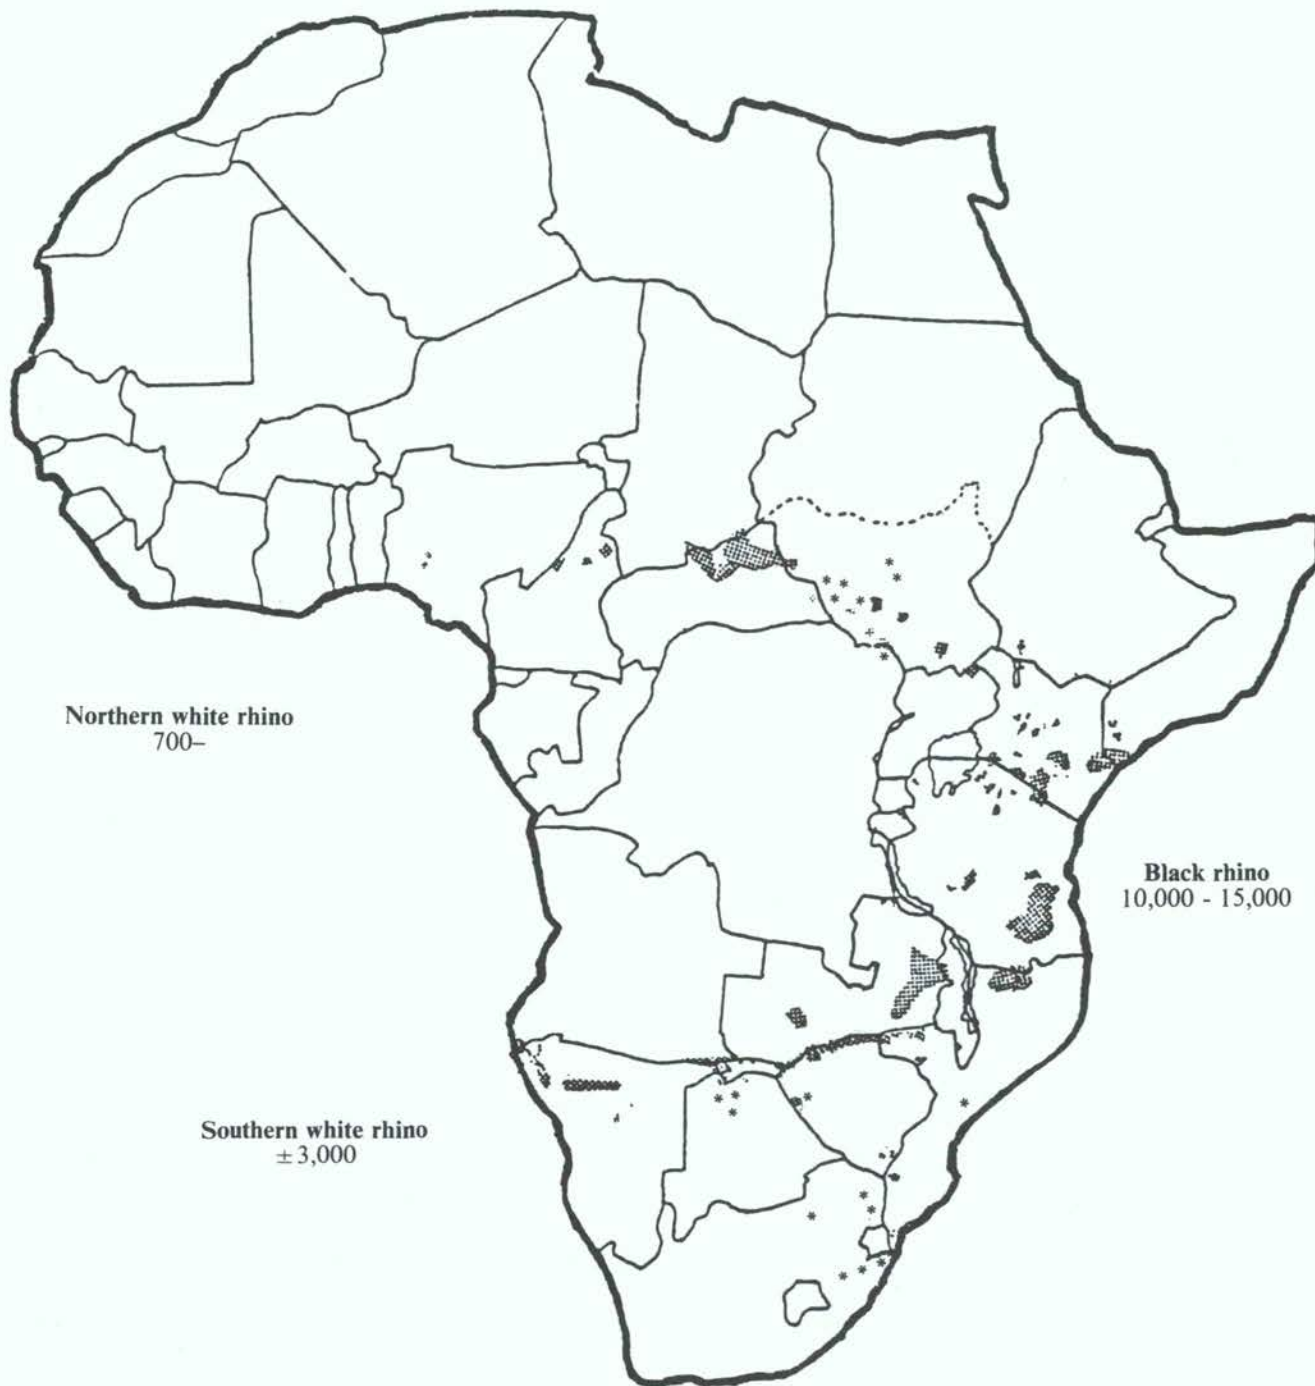 Northern white rhino
700–
Black rhino
10,000 - 15,000
Southern white rhino
± 3,000